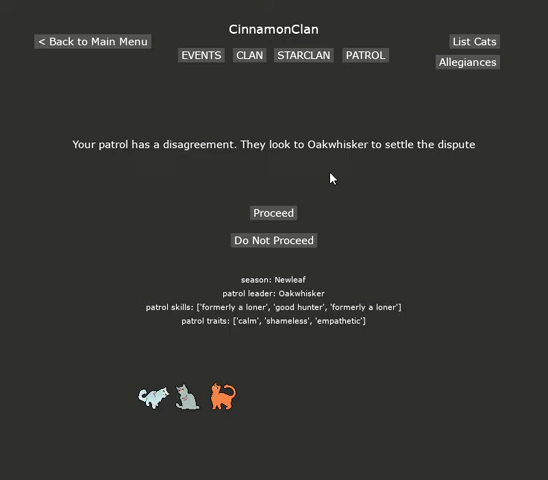 CinnamonClan
< Back to Main Menu
List Cats
EVENTS CLAN STARCLAN PATROL
Allegiances
Your patrol has a disagreement. They look to Oakwhisker to settle the dispute
Proceed
Do Not Proceed
season: Newleaf
patrol leader: Oakwhisker
patrol skills: ['formerly a loner', 'good hunter', 'formerly a loner']
patrol traits: ['calm', 'shameless', 'empathetic']